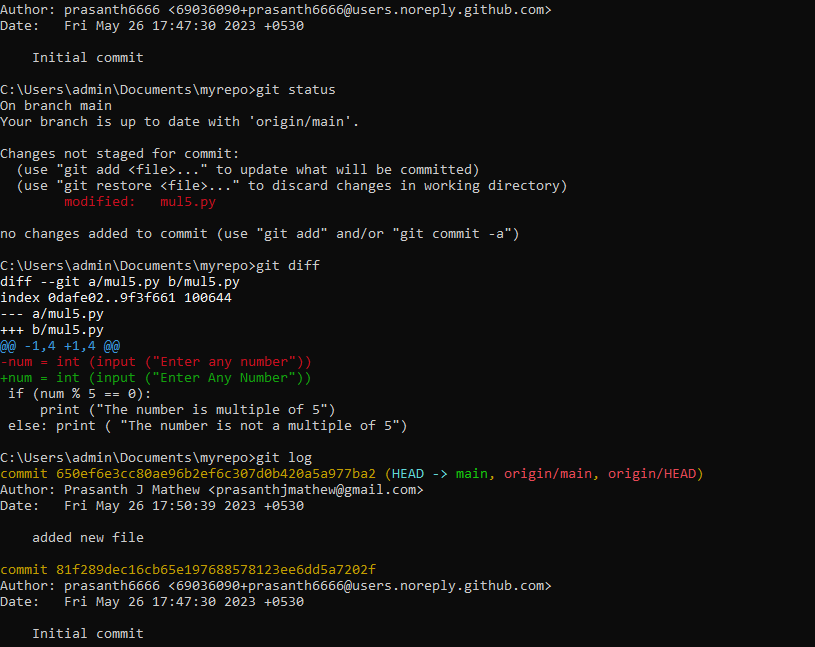 Author: prasanth6666 <69036090+prasanth6666@users.noreply.github.com>
Date:   Fri May 26 17:47:30 2023 +0530
    Initial commit
C:\Users\admin\Documents\myrepo>git status
On branch main
Your branch is up to date with 'origin/main'.
Changes not staged for commit:
  (use "git add <file>..." to update what will be committed)
  (use "git restore <file>..." to discard changes in working directory)
        modified:   mul5.py
no changes added to commit (use "git add" and/or "git commit -a")
C:\Users\admin\Documents\myrepo>git diff
diff --git a/mul5.py b/mul5.py
index 0dafe02..9f3f661 100644
--- a/mul5.py
+++ b/mul5.py
@@ -1,4 +1,4 @@
-num = int (input ("Enter any number"))
+num = int (input ("Enter Any Number"))
 if (num % 5 == 0):
     print ("The number is multiple of 5")
 else: print ( "The number is not a multiple of 5")
C:\Users\admin\Documents\myrepo>git log
commit 650ef6e3cc80ae96b2ef6c307d0b420a5a977ba2 (HEAD -> main, origin/main, origin/HEAD)
Author: Prasanth J Mathew <prasanthjmathew@gmail.com>
Date:   Fri May 26 17:50:39 2023 +0530
    added new file
commit 81f289dec16cb65e197688578123ee6dd5a7202f
Author: prasanth6666 <69036090+prasanth6666@users.noreply.github.com>
Date:   Fri May 26 17:47:30 2023 +0530
    Initial commit